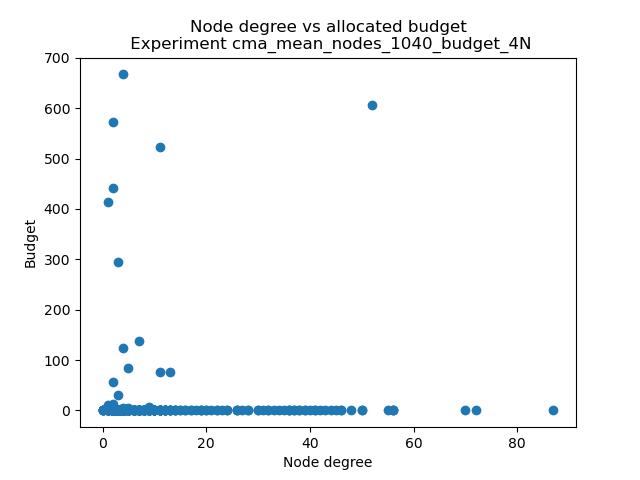 Node degree vs allocated budget
Experiment cma_mean_nodes_1040_budget_4N
700
600
500
400
300
200
100
0
Budget
0 20 40 60 80
Node degree